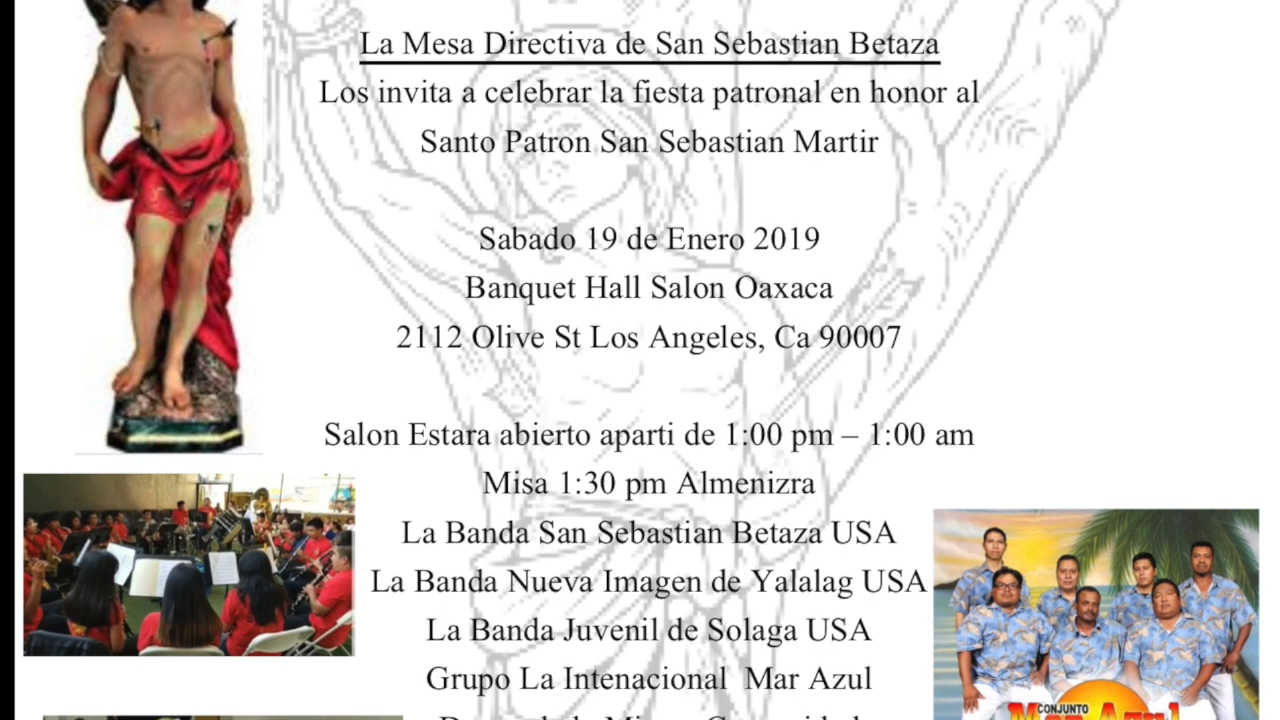 La Mesa Directiva de San Sebastian Betaza
Los invita a celebrar la fiesta patronal en honor al
Santo Patron San Sebastian Martir
Sabado 19 de Enero 2019
Banquet Hall Salon Oaxaca
2112 Olive St Los Angeles, Ca 90007
Salon Estara abierto aparti de 1:00 pm – 1:00 am
Misa 1:30 pm Almenizra
La Banda San Sebastian Betaza USA
La Banda Nueva Imagen de Yalalag USA
La Banda Juvenil de Solaga USA
Grupo La Intenacional Mar Azul
CONJUNTO
Mar Azul